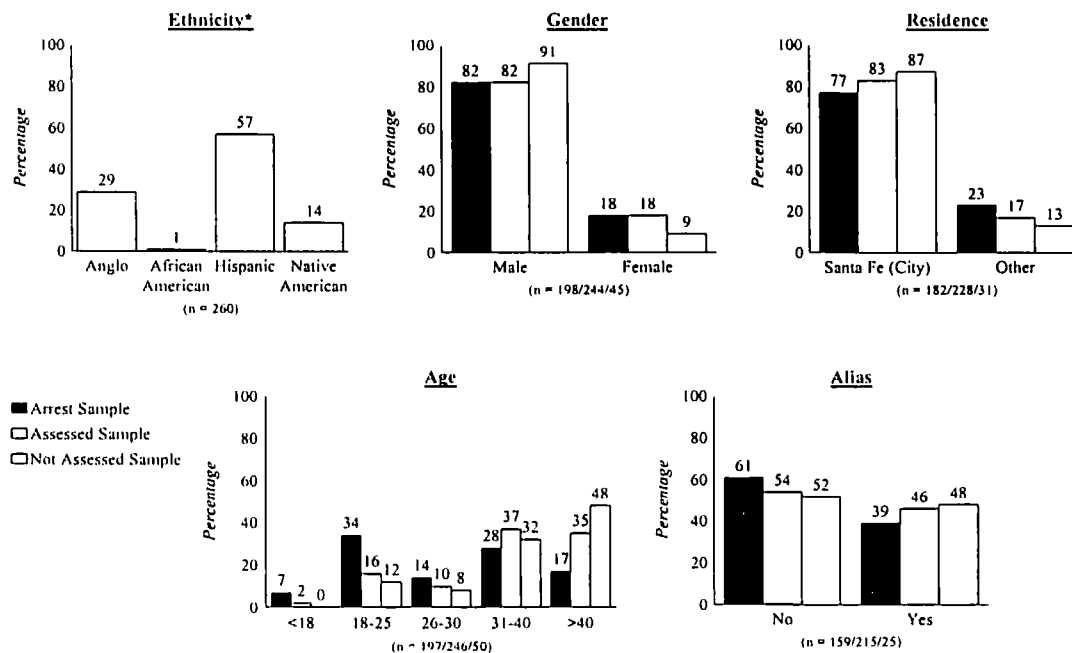 Ethnicity*
Percentage
100
80
60
40
20
0
29
1
57
14
Anglo African Hispanic Native
American American
(n = 260)
Gender
Percentage
100
80
60
40
20
0
82 82 91
18 18 9
Male Female
(n = 198/244/45)
Residence
Percentage
100
80
60
40
20
0
77 83 87
23 17 13
Santa Fe (City) Other
(n = 182/228/31)
Arrest Sample
Assessed Sample
Not Assessed Sample
Age
Percentage
100
80
60
40
20
0
7 2 0
34 16 12
14 10 8
28 37 32
17 35 48
<18 18-25 26-30 31-40 >40
(n = 197/246/50)
Alias
Percentage
100
80
60
40
20
0
61 54 52
39 46 48
No Yes
(n = 159/215/25)